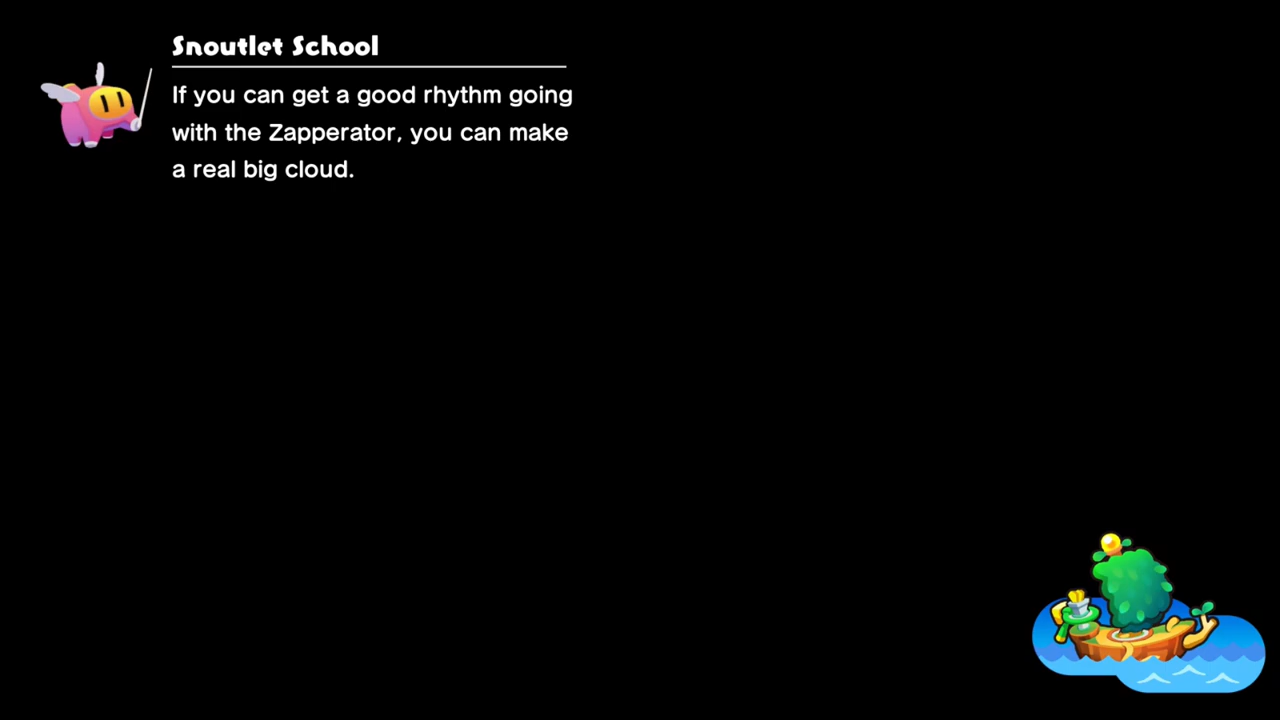 Snoutlet School
If you can get a good rhythm going
with the Zapperator, you can make
a real big cloud.